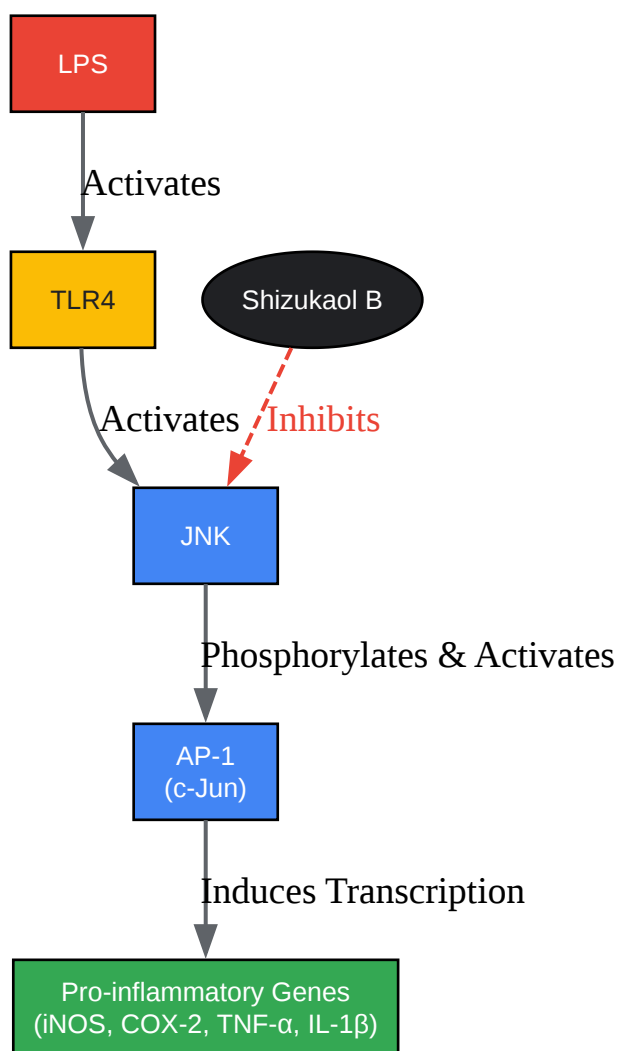 LPS
Activates
TLR4
Shizukaol B
Activates
Inhibits
JNK
Phosphorylates & Activates
AP-1
(c-Jun)
Induces Transcription
Pro-inflammatory Genes
(iNOS, COX-2, TNF-α, IL-1β)